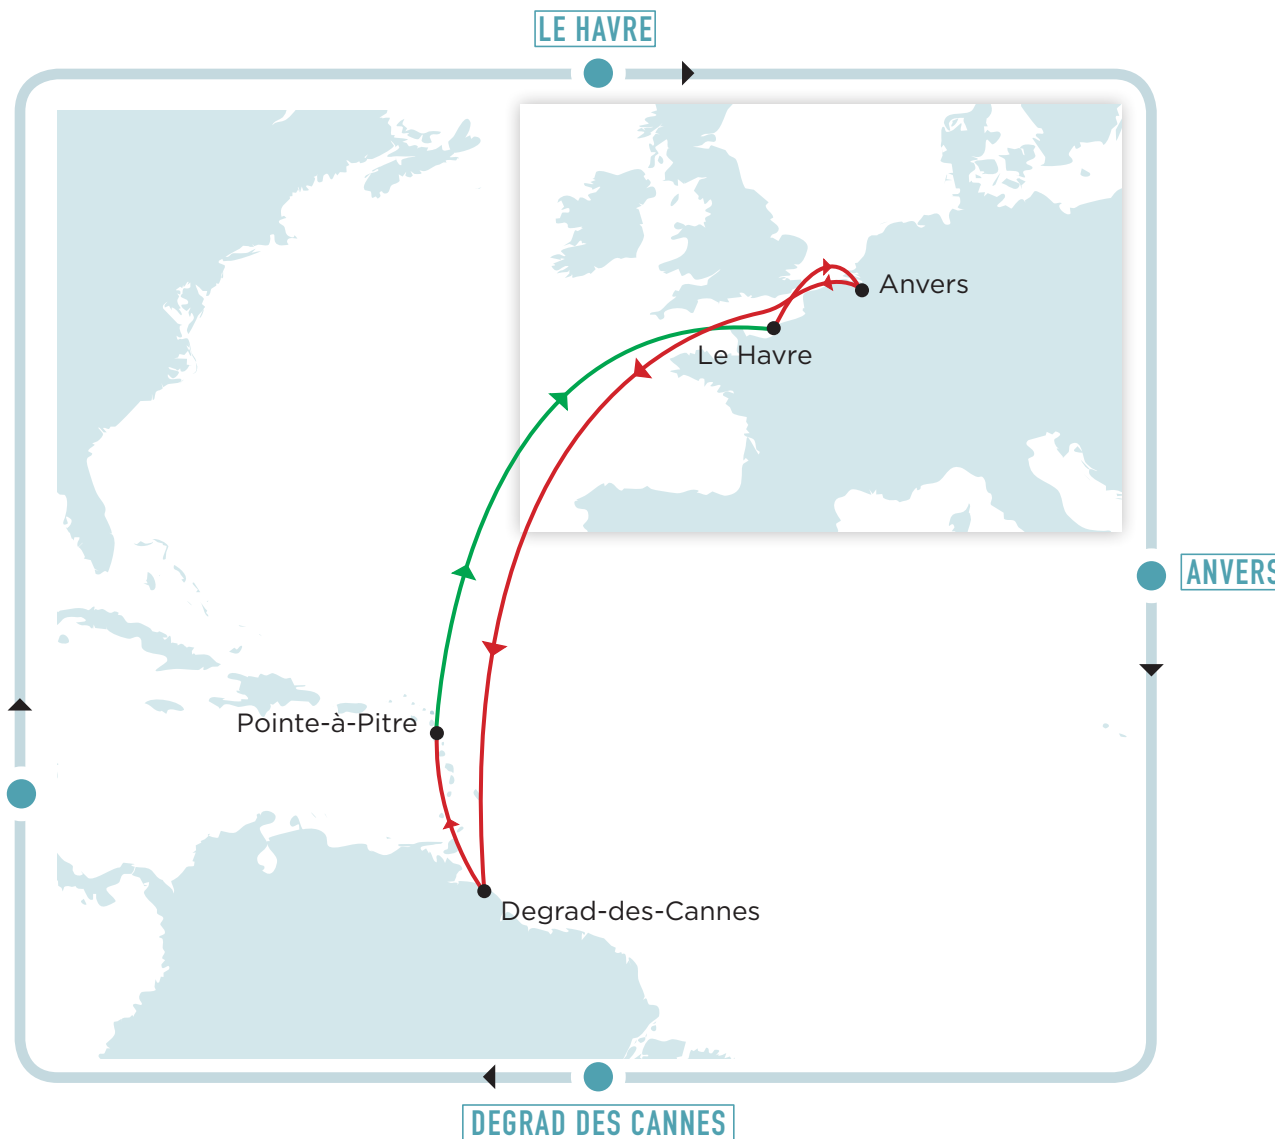 LE HAVRE
Anvers
Le Havre
ANVERS
Pointe-à-Pitre
Degrad-des-Cannes
DEGRAD DES CANNES